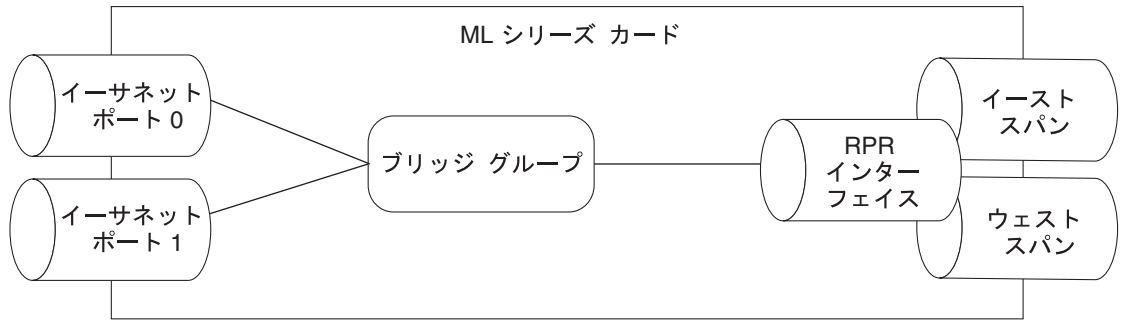 ML シリーズ カード
イーサネット
ポート 0
イーサネット
ポート 1
ブリッジ グループ
RPR
インター
フェイス
イースト
スパン
ウェスト
スパン